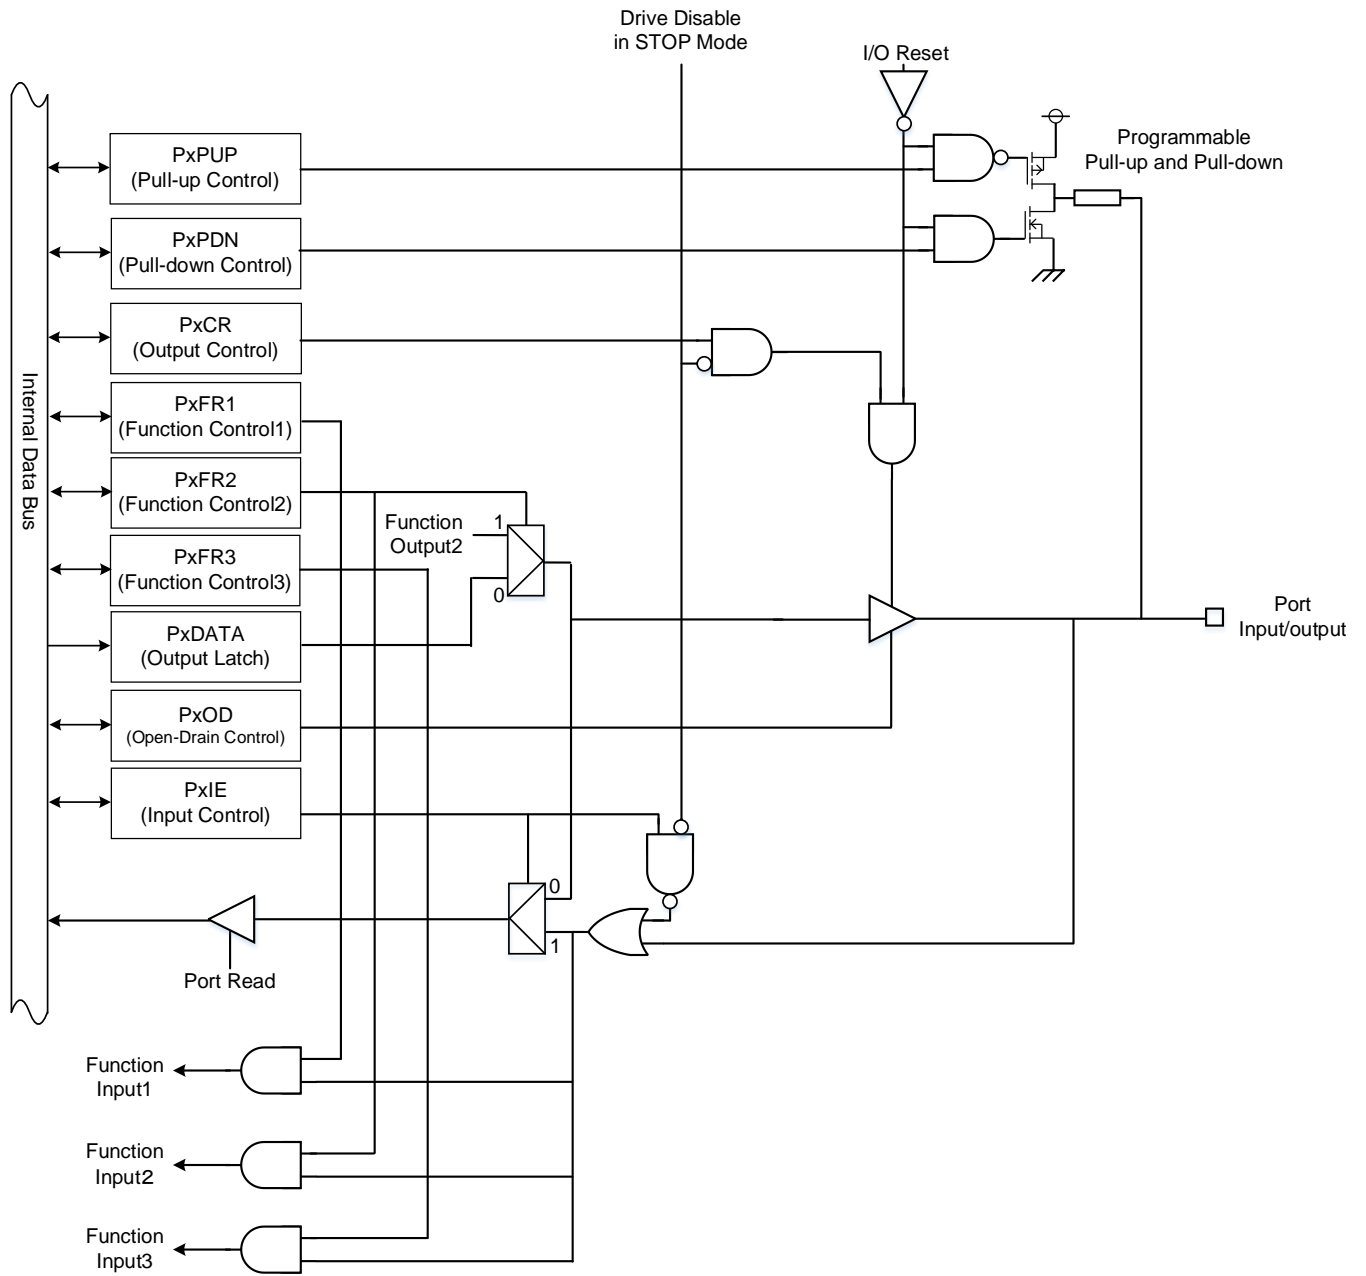 Drive Disable
in STOP Mode
I/O Reset
Programmable
Pull-up and Pull-down
PxPUP
(Pull-up Control)
PxPDN
(Pull-down Control)
PxCR
(Output Control)
Internal Data Bus
PxFR1
(Function Control1)
PxFR2
(Function Control2)
Function
Output2
1
0
PxFR3
(Function Control3)
PxDATA
(Output Latch)
Port
Input/output
PxOD
(Open-Drain Control)
PxIE
(Input Control)
0
1
Port Read
Function
Input1
Function
Input2
Function
Input3